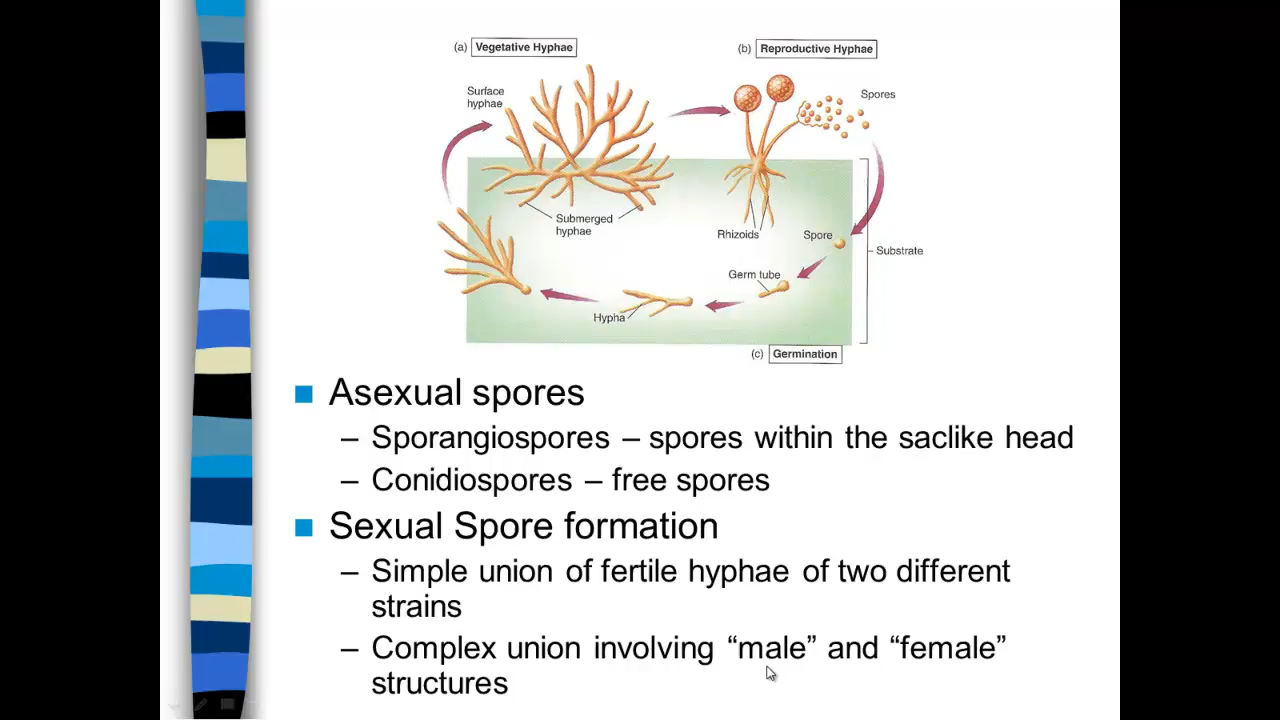 (a) Vegetative Hyphae
(b) Reproductive Hyphae
Surface
hyphae
Spores
Submerged
hyphae
Rhizoids
Spore
Substrate
Germ tube
Hypha
(c) Germination
Asexual spores
– Sporangiospores – spores within the saclike head
– Conidiospores – free spores
Sexual Spore formation
– Simple union of fertile hyphae of two different
strains
– Complex union involving “male” and “female”
structures